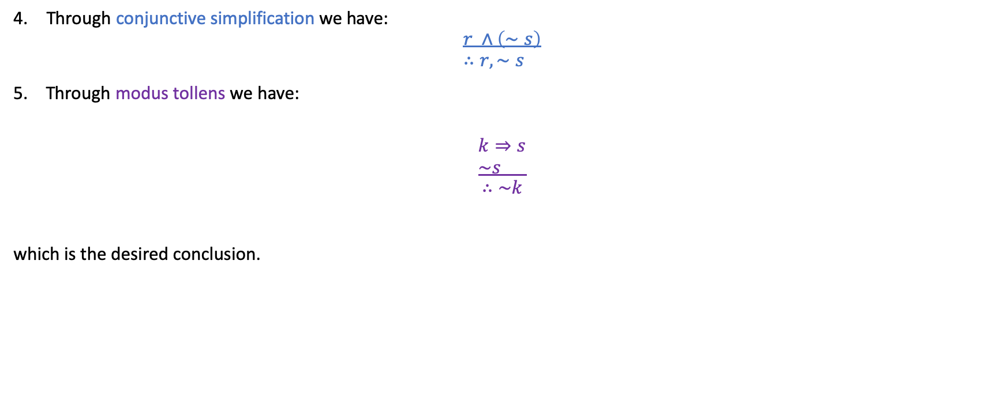 4. Through conjunctive simplification we have:
r ∧ (~ s)
∴ r, ~ s
5. Through modus tollens we have:
k ⇒ s
~s
∴ ~k
which is the desired conclusion.